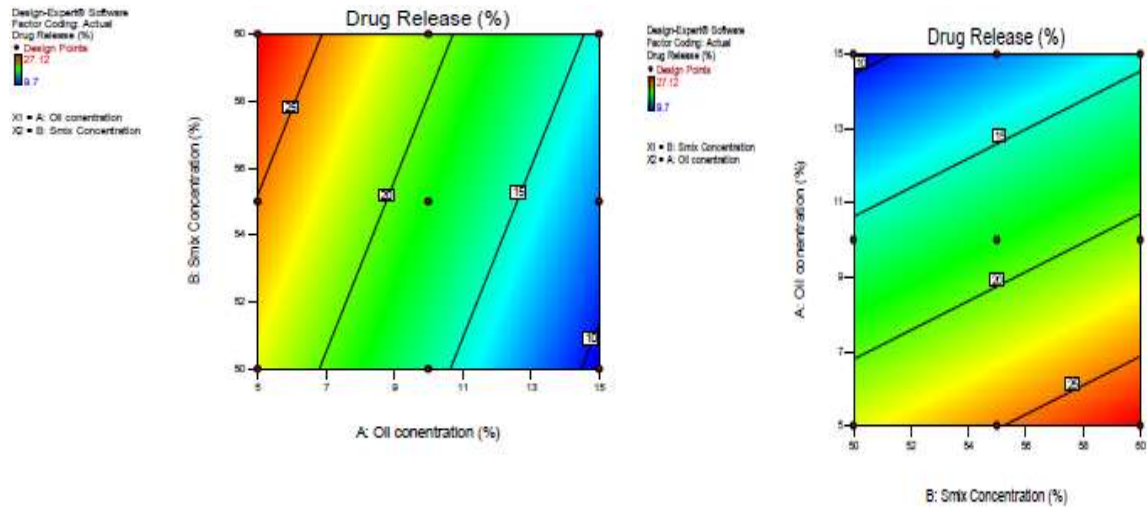 Design-Expert® Software
Factor Coding: Actual
Drug Release (%)
Design Points
27.12
9.7
X1 = A: Oil conentration
X2 = B: Smix Concentration
Drug Release (%)
60
58
56
54
52
50
B: Smix Concentration (%)
25
20
15
10
5
7
9
11
13
15
A: Oil conentration (%)
Design-Expert® Software
Factor Coding: Actual
Drug Release (%)
Design Points
27.12
9.7
X1 = B: Smix Concentration
X2 = A: Oil conentration
Drug Release (%)
15
13
11
9
7
5
A: Oil conentration (%)
10
15
20
25
50
52
54
56
58
60
B: Smix Concentration (%)